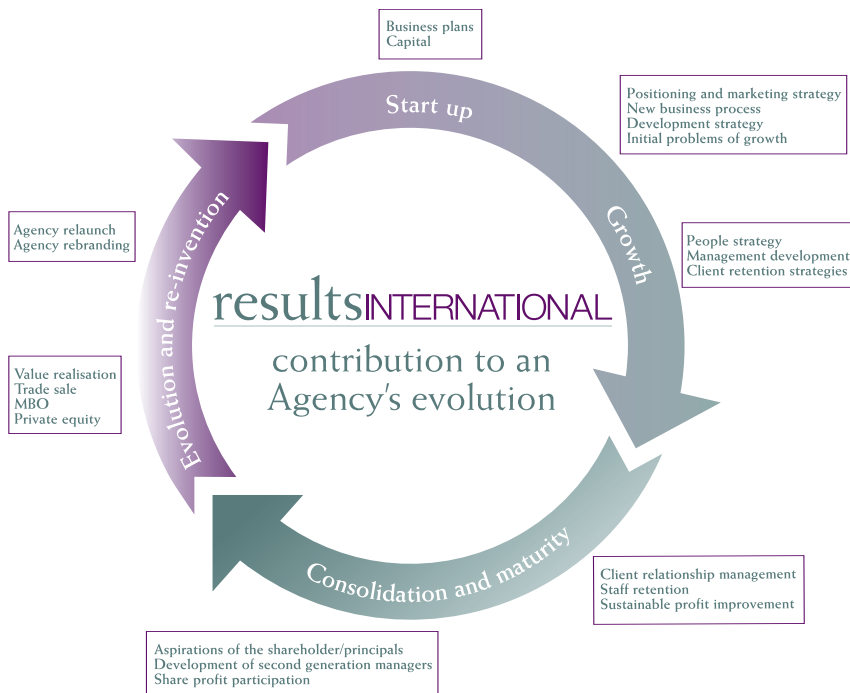 Business plans
Capital
Start up
Positioning and marketing strategy
New business process
Development strategy
Initial problems of growth
Growth
People strategy
Management development
Client retention strategies
Agency relaunch
Agency rebranding
Evolution and re-invention
resultsINTERNATIONAL
contribution to an
Agency's evolution
Value realisation
Trade sale
MBO
Private equity
Consolidation and maturity
Client relationship management
Staff retention
Sustainable profit improvement
Aspirations of the shareholder/principals
Development of second generation managers
Share profit participation